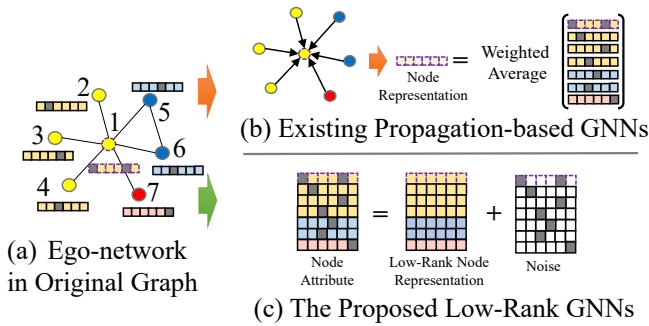 2
1
5
3
6
4
7
(a) Ego-network
in Original Graph
Node
Representation
=
Weighted
Average
(b) Existing Propagation-based GNNs
=
+
Node
Attribute
Low-Rank Node
Representation
Noise
(c) The Proposed Low-Rank GNNs